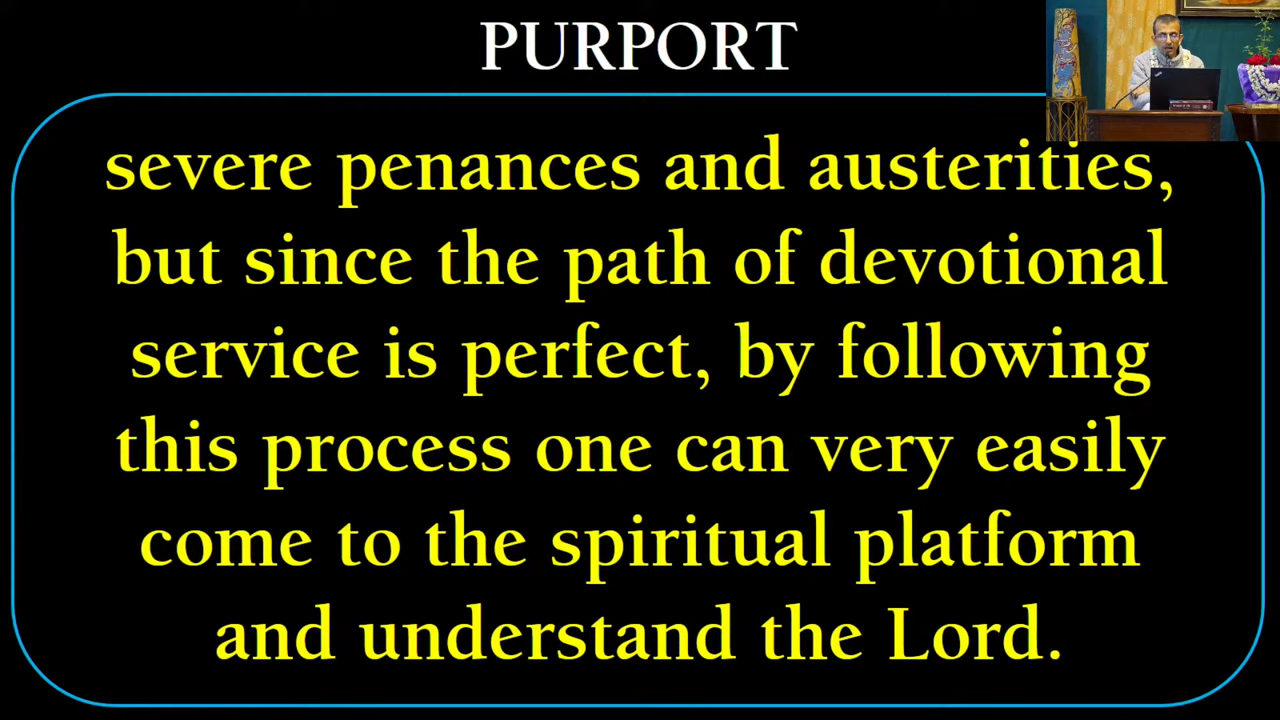 PURPORT
severe penances and austerities,
but since the path of devotional
service is perfect, by following
this process one can very easily
come to the spiritual platform
and understand the Lord.